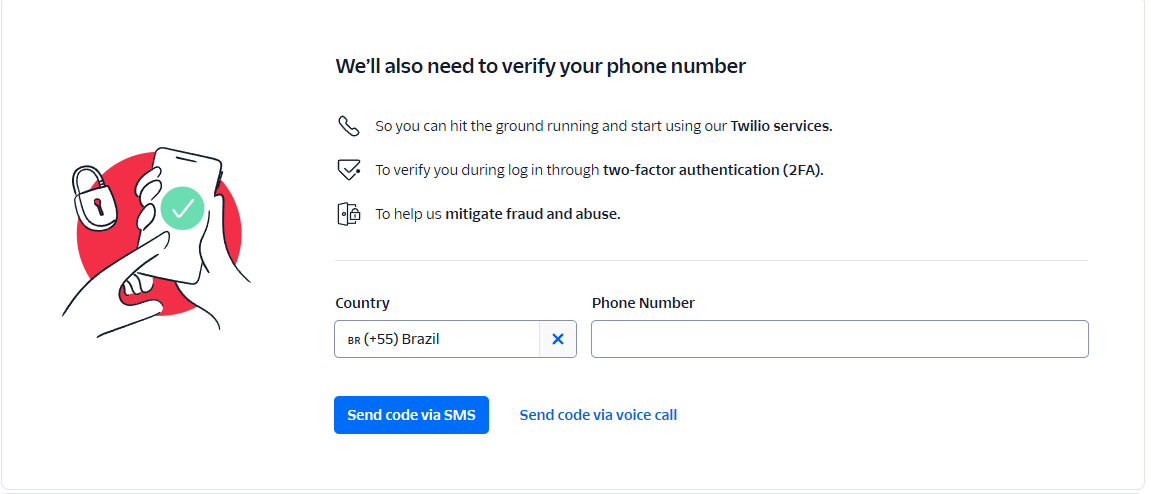 We’ll also need to verify your phone number
So you can hit the ground running and start using our Twilio services.
To verify you during log in through two-factor authentication (2FA).
To help us mitigate fraud and abuse.
Country
Phone Number
BR (+55) Brazil
Send code via SMS
Send code via voice call